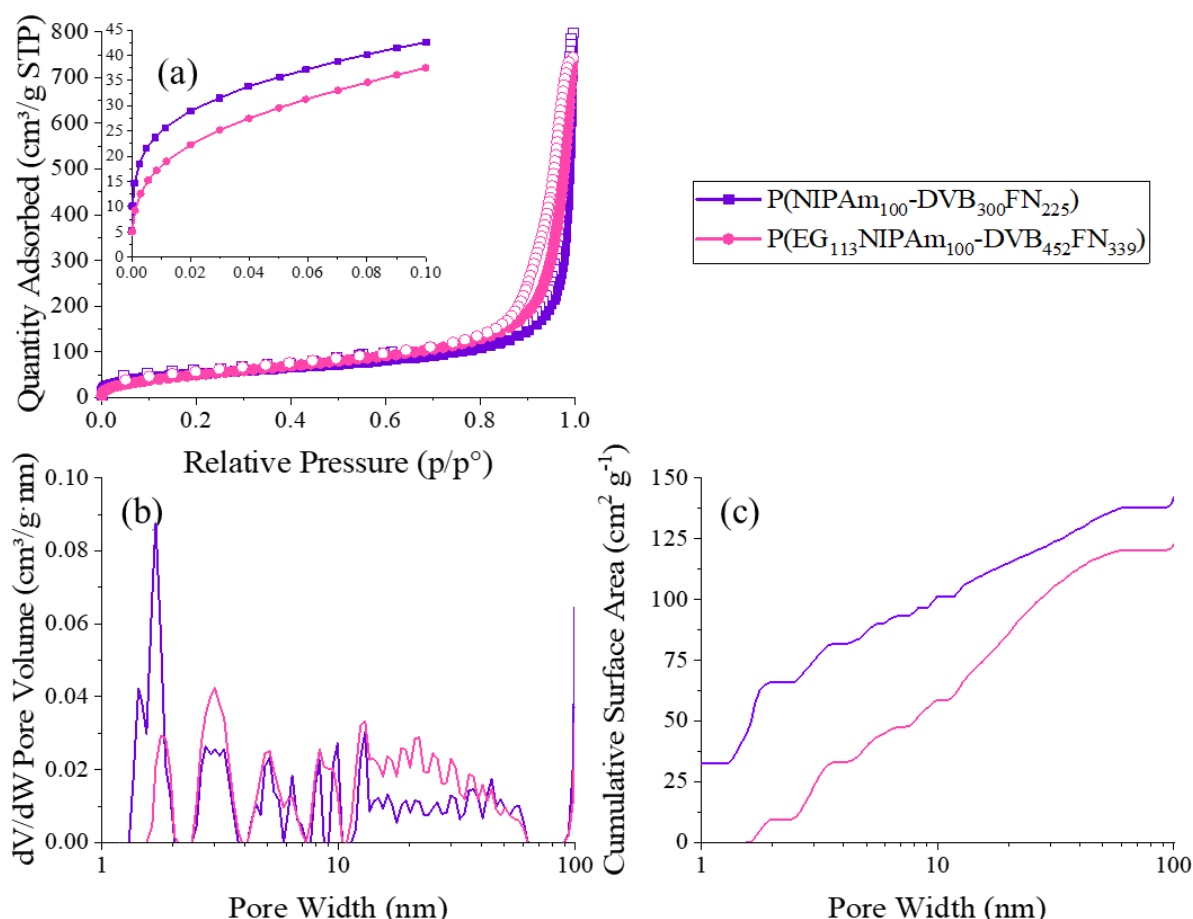 (a)
Quantity Adsorbed (cm³/g STP)
800
700
600
500
400
300
200
100
0
0.0 0.2 0.4 0.6 0.8 1.0
Relative Pressure (p/p°)
45
40
35
30
25
20
15
10
5
0
0.00 0.02 0.04 0.06 0.08 0.10
P(NIPAm₁₀₀-DVB₃₀₀FN₂₂₅)
P(EG₁₁₃NIPAm₁₀₀-DVB₄₅₂FN₃₃₉)
(b)
dV/dW Pore Volume (cm³/g·nm)
0.10
0.08
0.06
0.04
0.02
0.00
1 10 100
Pore Width (nm)
(c)
Cumulative Surface Area (cm² g⁻¹)
150
125
100
75
50
25
0
1 10 100
Pore Width (nm)